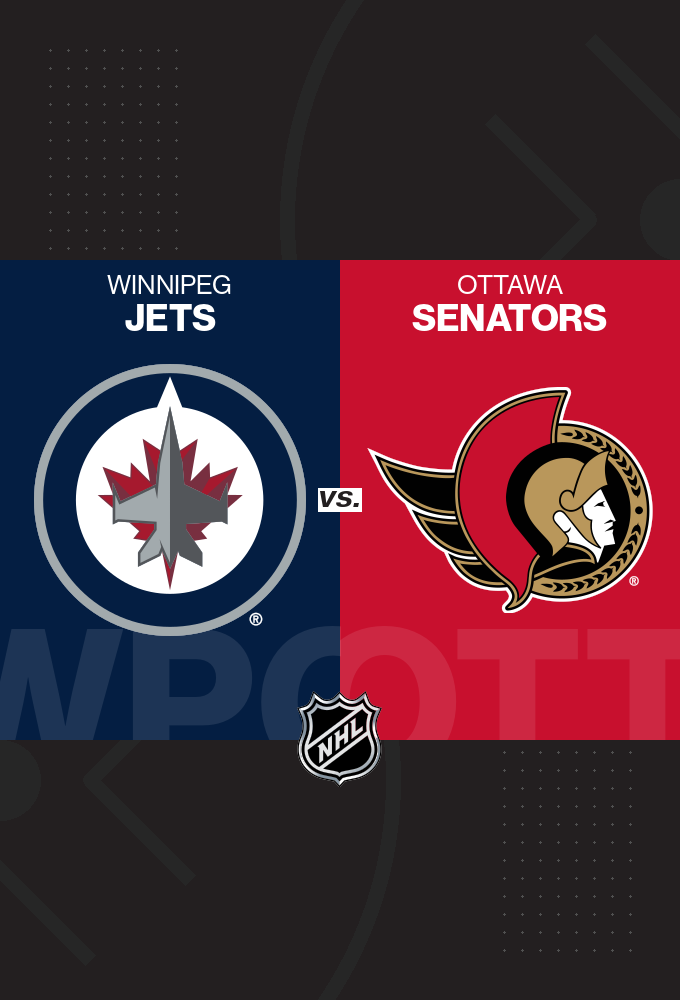 WINNIPEG
JETS
OTTAWA
SENATORS
VS.
®
®
WPG
OTT
NHL